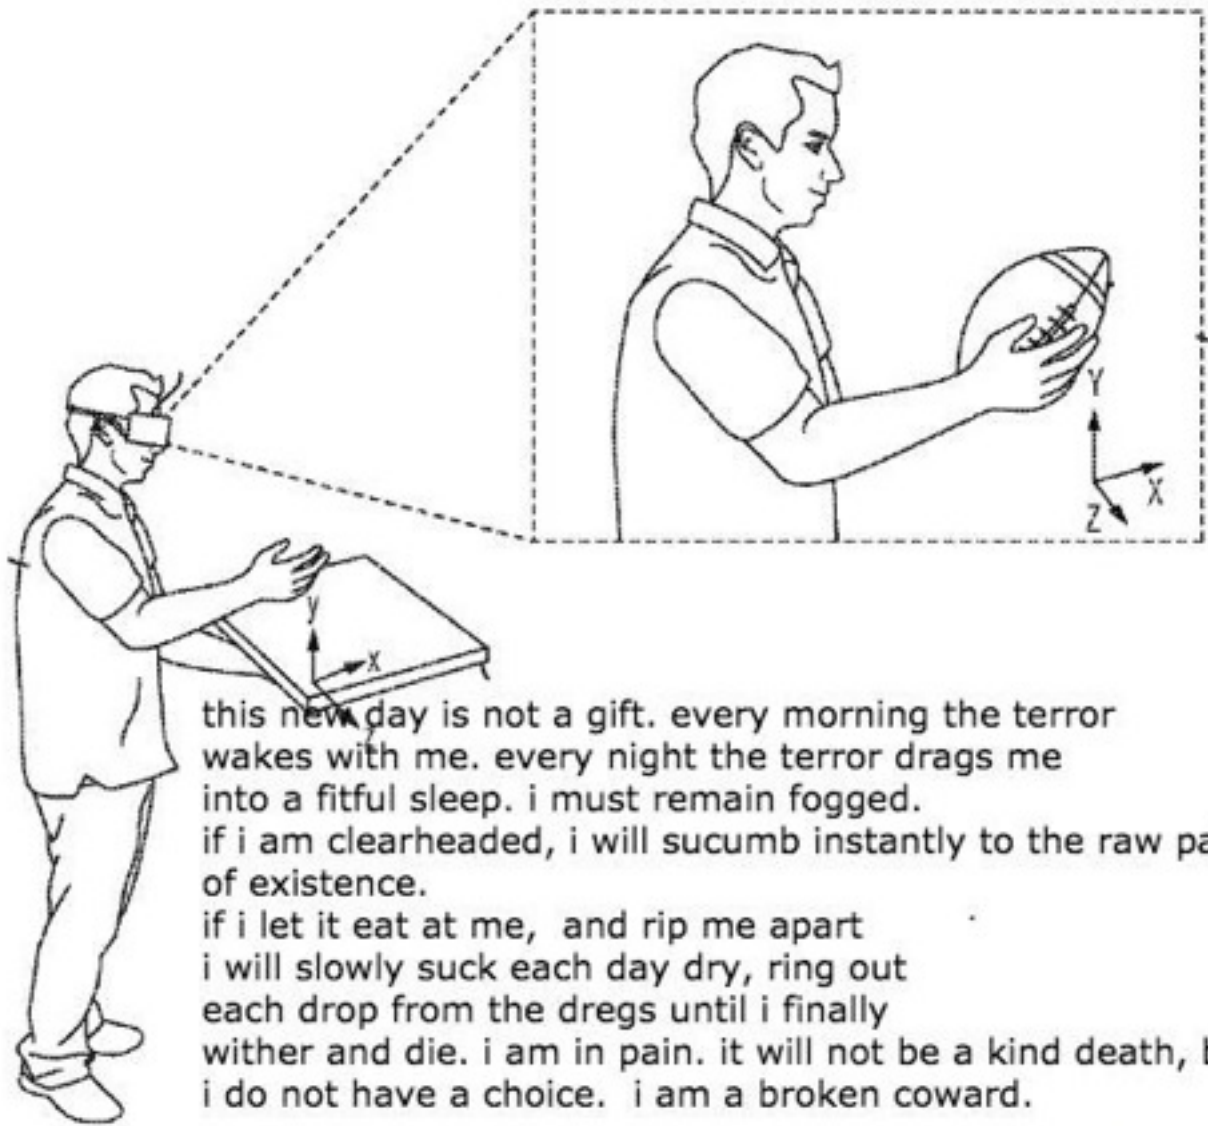 Y
X
Z
y
x
this new day is not a gift. every morning the terror
wakes with me. every night the terror drags me
into a fitful sleep. i must remain fogged.
if i am clearheaded, i will sucumb instantly to the raw
of existence.
if i let it eat at me,  and rip me apart
i will slowly suck each day dry, ring out
each drop from the dregs until i finally
wither and die. i am in pain. it will not be a kind death,
i do not have a choice.  i am a broken coward.